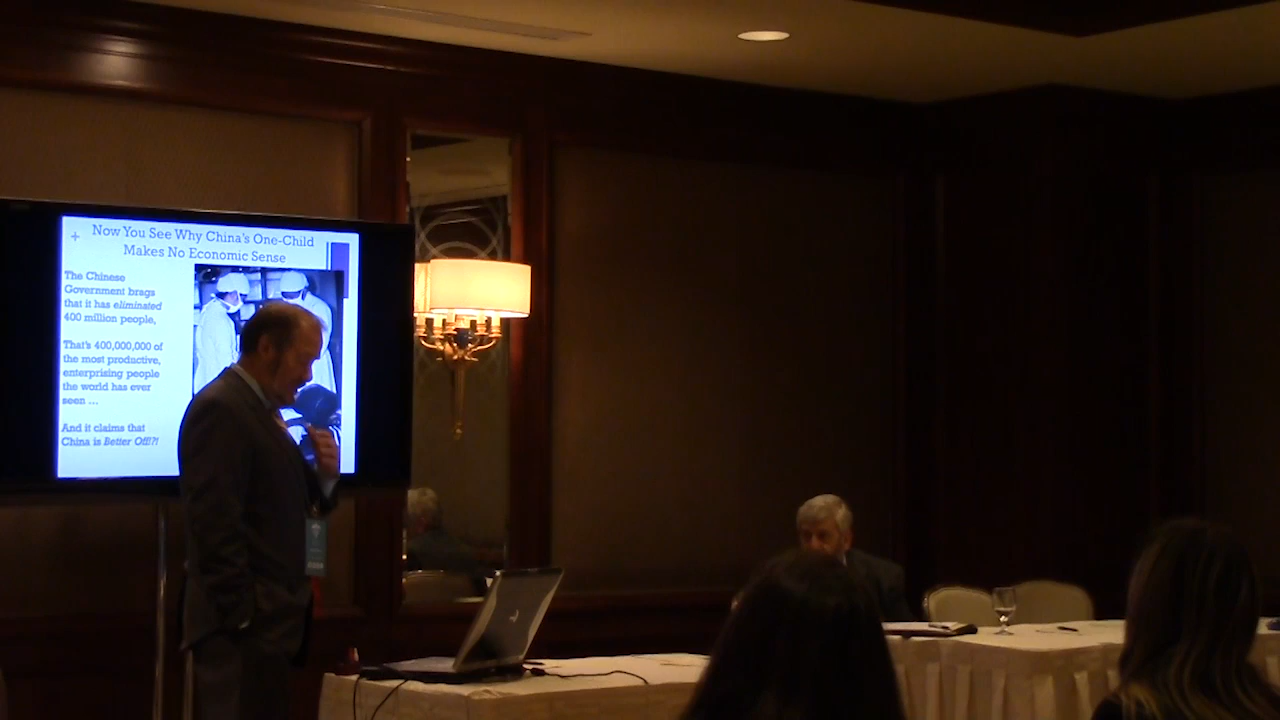 +
Now You See Why China's One-Child
Makes No Economic Sense
The Chinese
Government brags
that it has eliminated
400 million people,
That's 400,000,000 of
the most productive,
enterprising people
the world has ever
seen ...
And it claims that
China is Better Off!?!